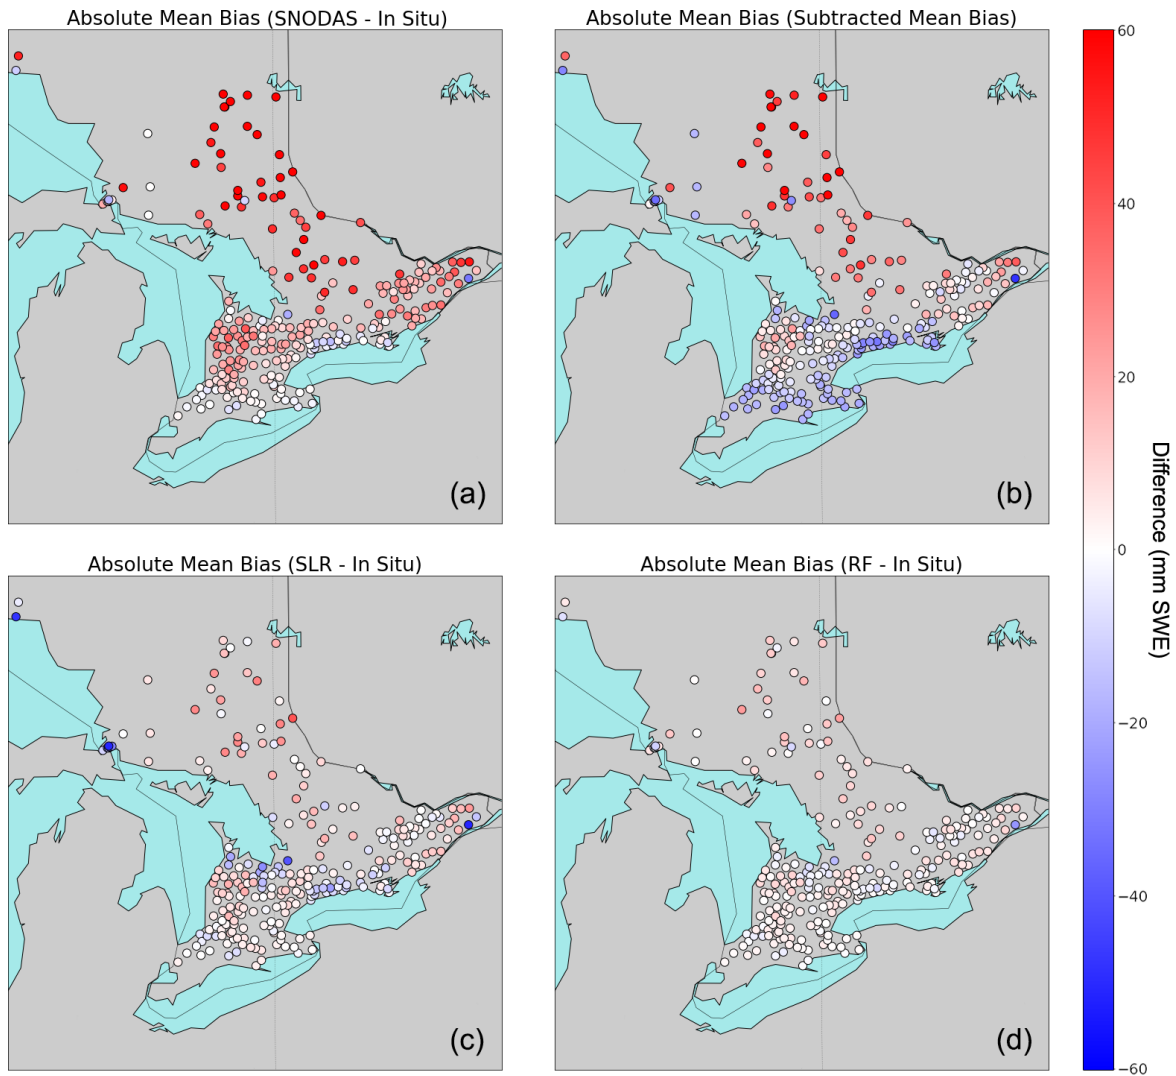 Absolute Mean Bias (SNODAS - In Situ)
Absolute Mean Bias (Subtracted Mean Bias)
(a)
(b)
Absolute Mean Bias (SLR - In Situ)
Absolute Mean Bias (RF - In Situ)
(c)
(d)
60
40
20
0
−20
−40
−60
Difference (mm SWE)